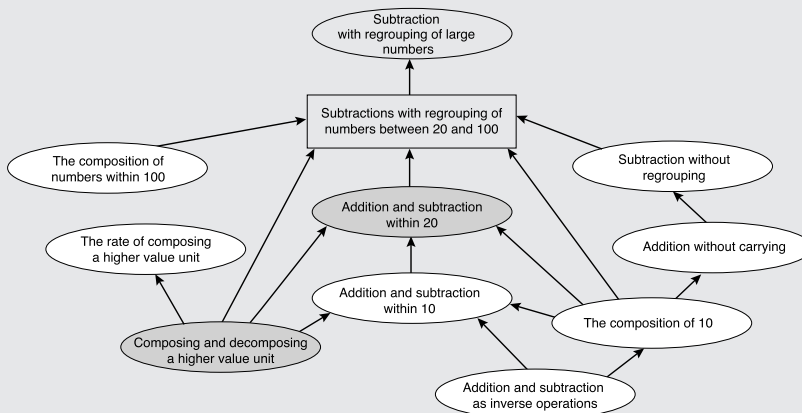 Subtraction
with regrouping of large
numbers
Subtractions with regrouping of
numbers between 20 and 100
The composition of
numbers within 100
Subtraction without
regrouping
Addition and subtraction
within 20
The rate of composing
a higher value unit
Addition without carrying
Addition and subtraction
within 10
The composition of 10
Composing and decomposing
a higher value unit
Addition and subtraction
as inverse operations